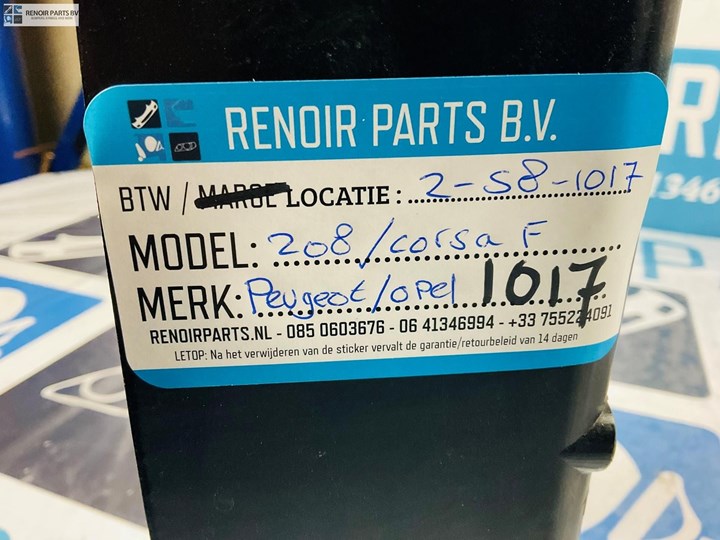 RENOIR PARTS BV
RENOIR PARTS B.V.
BTW / LOCATIE: 2-S8-1017
MODEL: 208/corsa F
MERK: Peugeot/opel 1017
RENOIRPARTS.NL - 085 0603676 - 06 41346994 - +33 755224091
LETOP: Na het verwijderen van de sticker vervalt de garantie/retourbeleid van 14 dagen